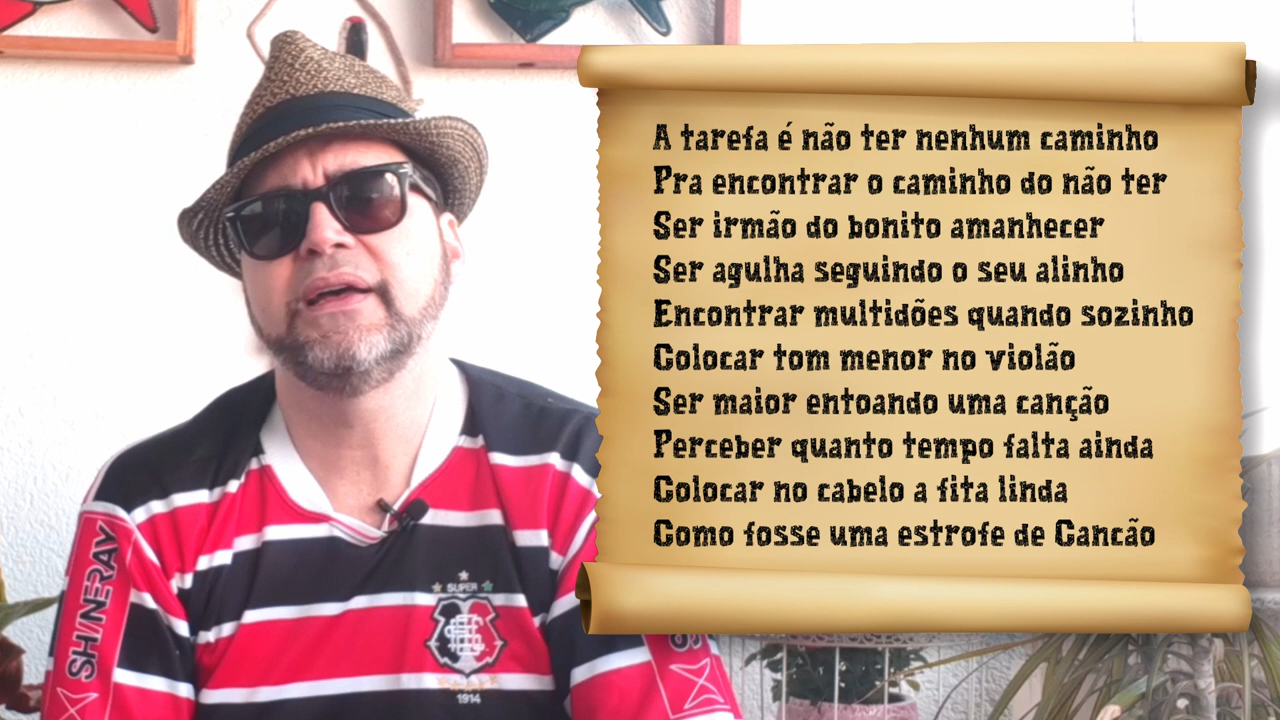 A tarefa é não ter nenhum caminho
Pra encontrar o caminho do não ter
Ser irmão do bonito amanhecer
Ser agulha seguindo o seu alinho
Encontrar multidões quando sozinho
Colocar tom menor no violão
Ser maior entoando uma canção
Perceber quanto tempo falta ainda
Colocar no cabelo a fita linda
Como fosse uma estrofe de Cancão
SHINERAY
SUPER
1914